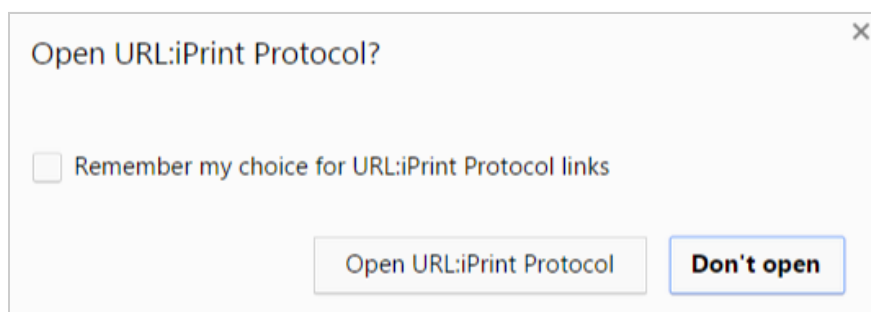 Open URL:iPrint Protocol?
Remember my choice for URL:iPrint Protocol links
Open URL:iPrint Protocol
Don't open